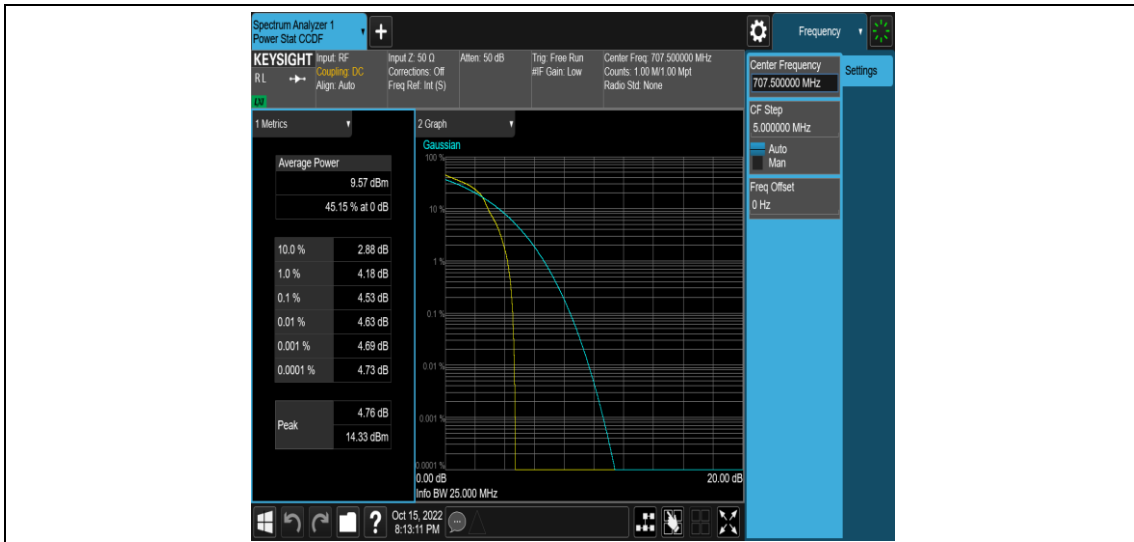 Spectrum Analyzer 1
Power Stat CCDF
+
Frequency
KEYSIGHT
RL
LXI
Input: RF
Coupling: DC
Align: Auto
Input Z: 50 Ω
Corrections: Off
Freq Ref: Int (S)
Atten: 50 dB
Trig: Free Run
#IF Gain: Low
Center Freq: 707.500000 MHz
Counts: 1.00 M/1.00 Mpt
Radio Std: None
Center Frequency
707.500000 MHz
Settings
CF Step
5.000000 MHz
Auto
Man
Freq Offset
0 Hz
1 Metrics
Average Power
9.57 dBm
45.15 % at 0 dB
10.0 % 2.88 dB
1.0 % 4.18 dB
0.1 % 4.53 dB
0.01 % 4.63 dB
0.001 % 4.69 dB
0.0001 % 4.73 dB
Peak
4.76 dB
14.33 dBm
2 Graph
Gaussian
100 %
10 %
1 %
0.1 %
0.01 %
0.001 %
0.0001 %
0.00 dB 20.00 dB
Info BW 25.000 MHz
?
Oct 15, 2022
8:13:11 PM